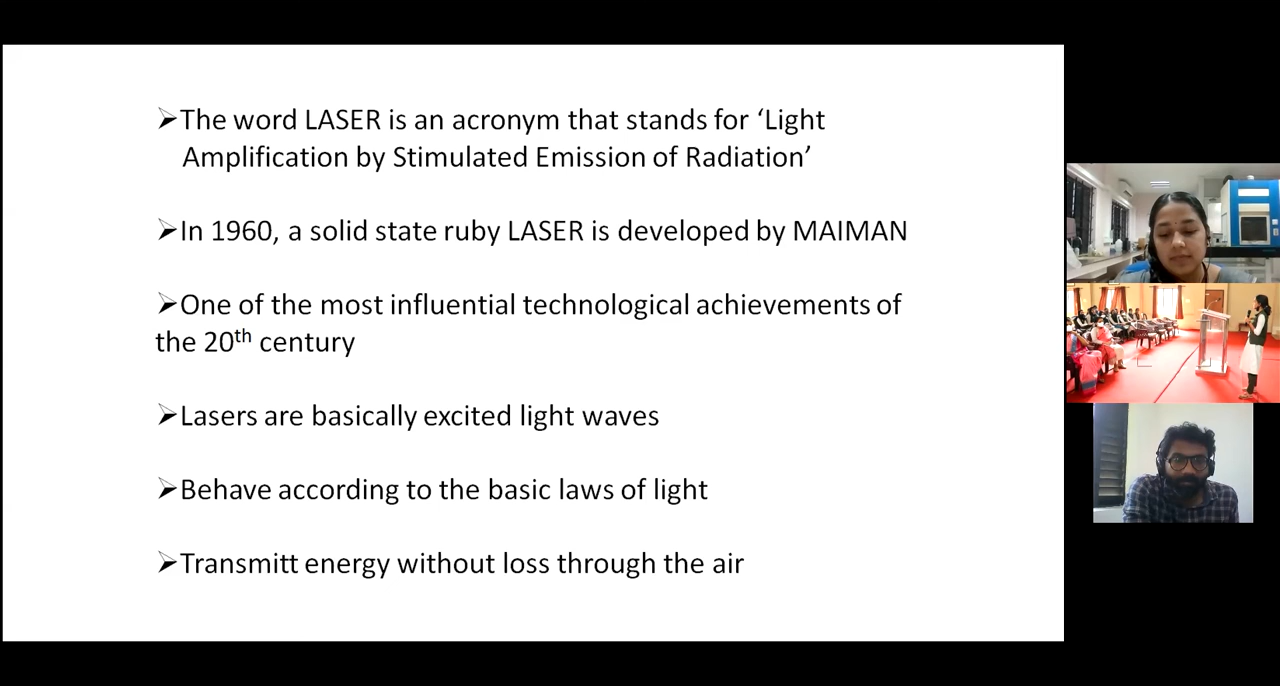 ➢The word LASER is an acronym that stands for ‘Light
Amplification by Stimulated Emission of Radiation’
➢In 1960, a solid state ruby LASER is developed by MAIMAN
➢One of the most influential technological achievements of
the 20th century
➢Lasers are basically excited light waves
➢Behave according to the basic laws of light
➢Transmitt energy without loss through the air